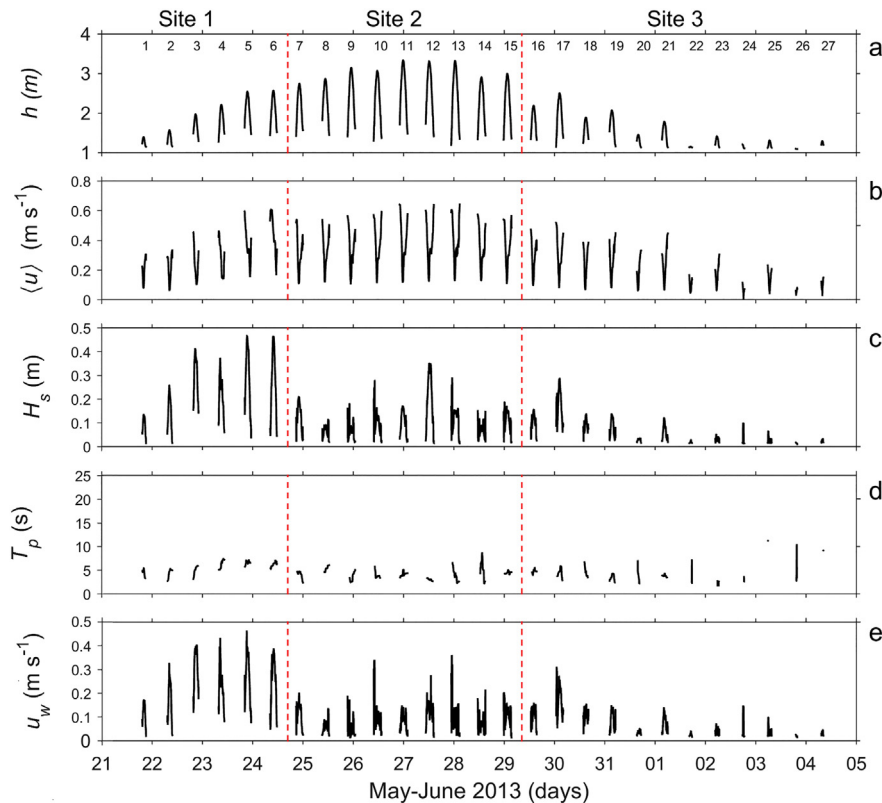 Site 1 Site 2 Site 3
1 2 3 4 5 6 7 8 9 10 11 12 13 14 15 16 17 18 19 20 21 22 23 24 25 26 27
a
4
3
2
1
h (m)
b
0.8
0.6
0.4
0.2
0
⟨u⟩ (m s⁻¹)
c
0.5
0.4
0.3
0.2
0.1
0
Hₛ (m)
d
25
20
15
10
5
0
Tₚ (s)
e
0.5
0.4
0.3
0.2
0.1
0
u_w (m s⁻¹)
21 22 23 24 25 26 27 28 29 30 31 01 02 03 04 05
May-June 2013 (days)